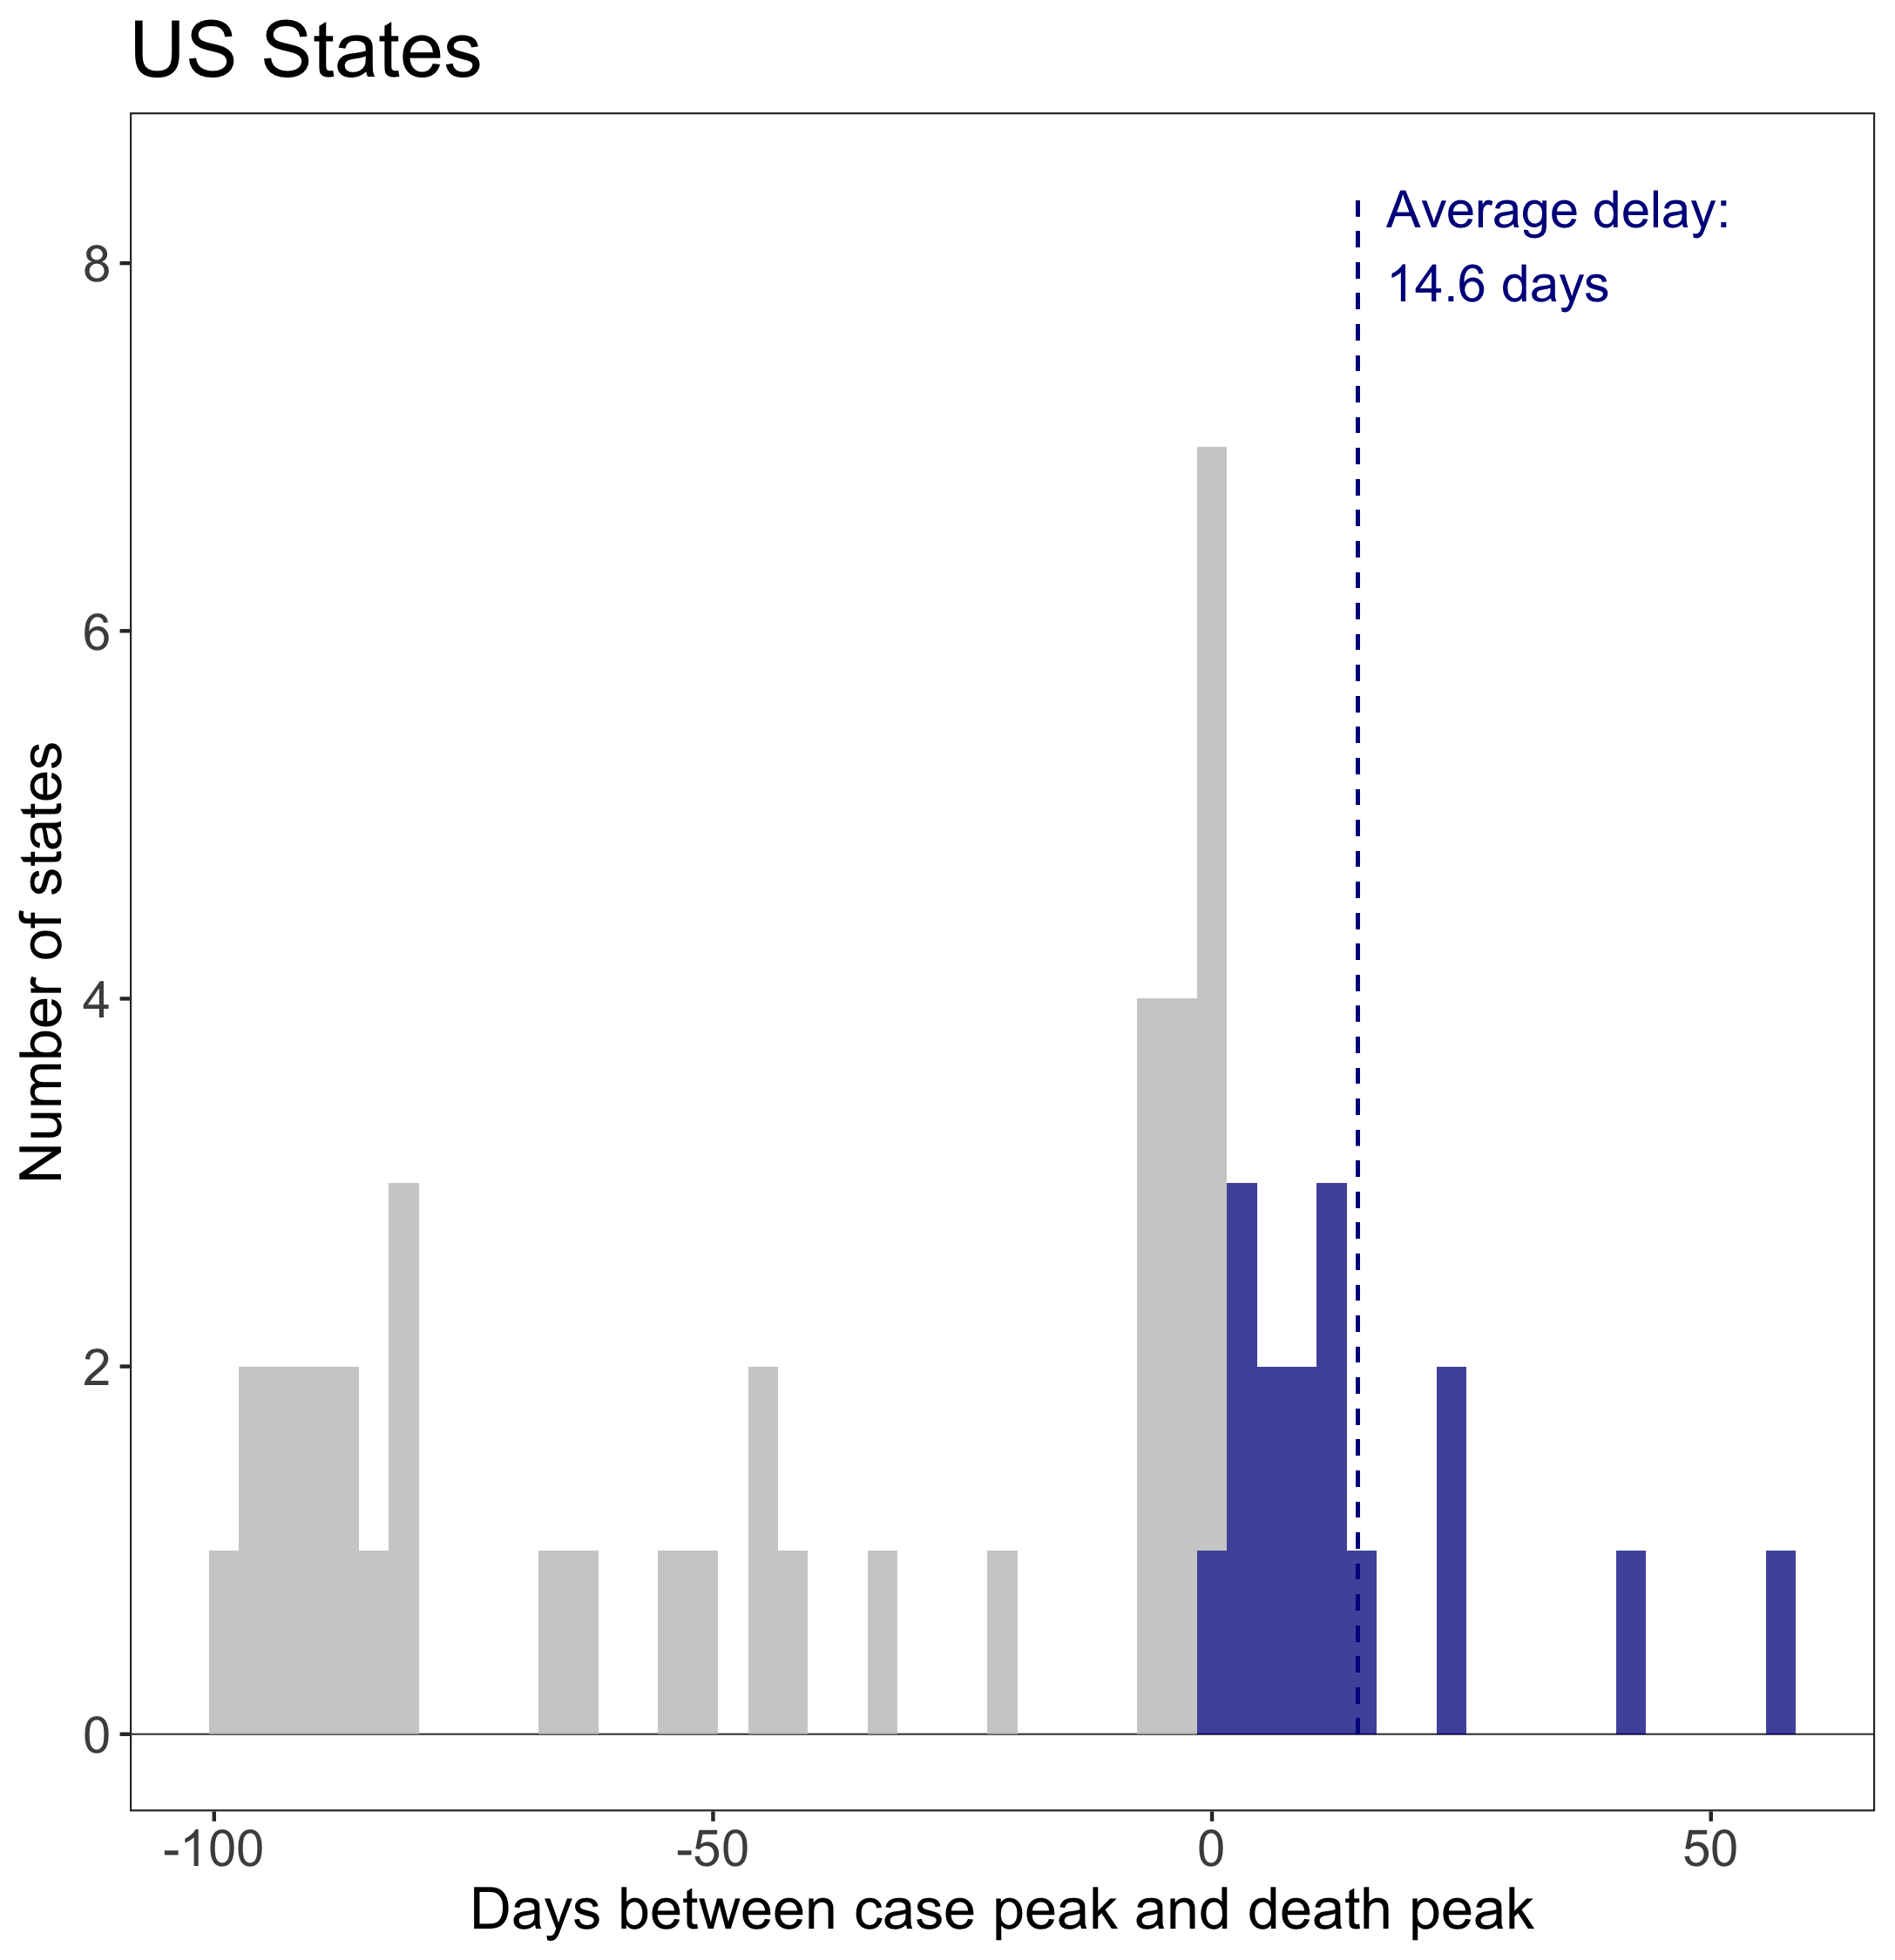 US States
Average delay:
14.6 days
8
6
4
2
0
Number of states
-100
-50
0
50
Days between case peak and death peak